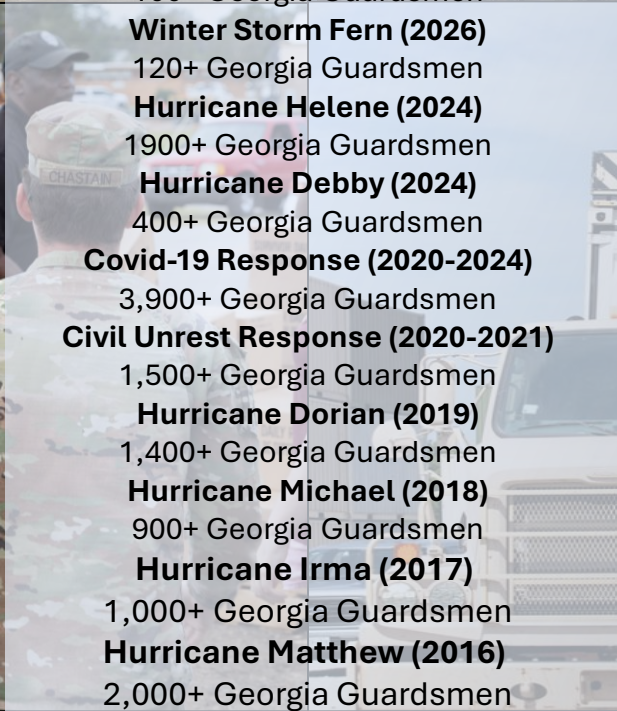 Georgia Guardsmen
Winter Storm Fern (2026)
120+ Georgia Guardsmen
Hurricane Helene (2024)
1900+ Georgia Guardsmen
Hurricane Debby (2024)
400+ Georgia Guardsmen
Covid-19 Response (2020-2024)
3,900+ Georgia Guardsmen
Civil Unrest Response (2020-2021)
1,500+ Georgia Guardsmen
Hurricane Dorian (2019)
1,400+ Georgia Guardsmen
Hurricane Michael (2018)
900+ Georgia Guardsmen
Hurricane Irma (2017)
1,000+ Georgia Guardsmen
Hurricane Matthew (2016)
2,000+ Georgia Guardsmen
CHASTAIN